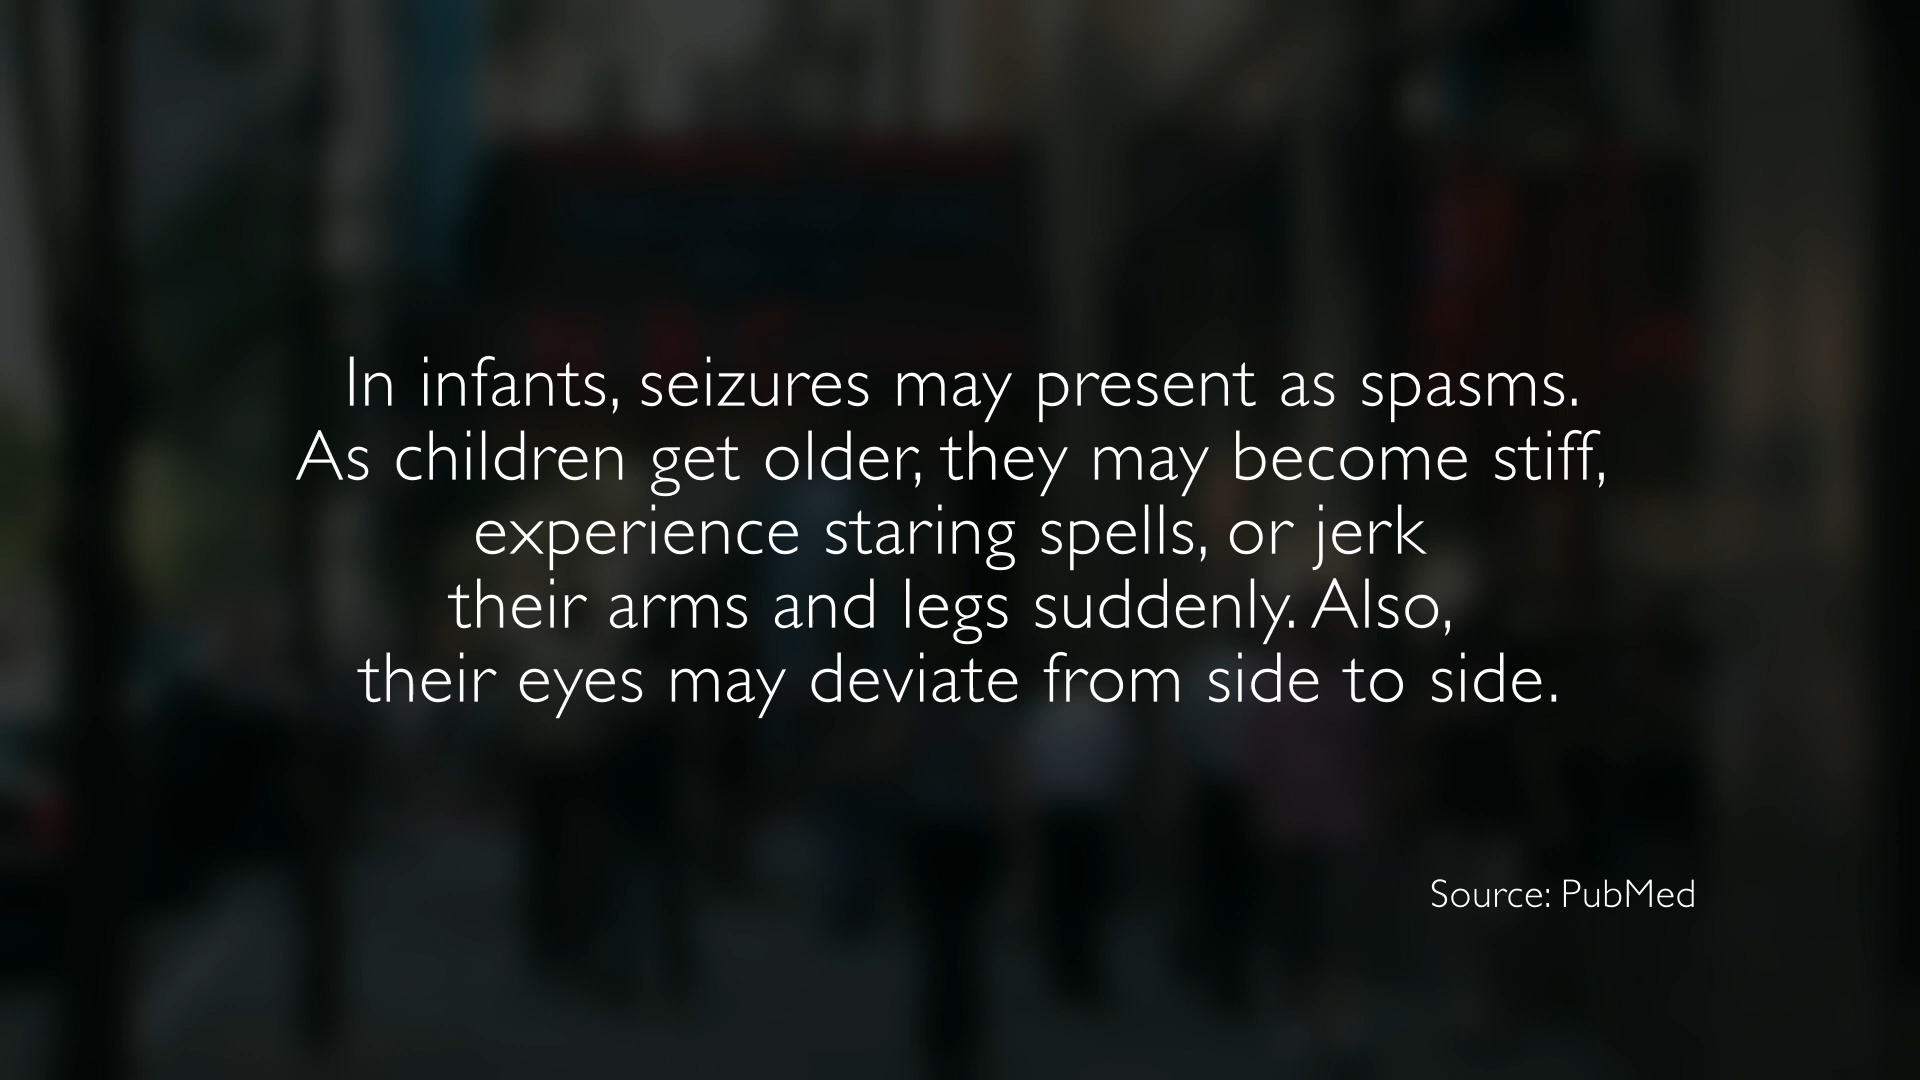 In infants, seizures may present as spasms.
As children get older, they may become stiff,
experience staring spells, or jerk
their arms and legs suddenly. Also,
their eyes may deviate from side to side.
Source: PubMed